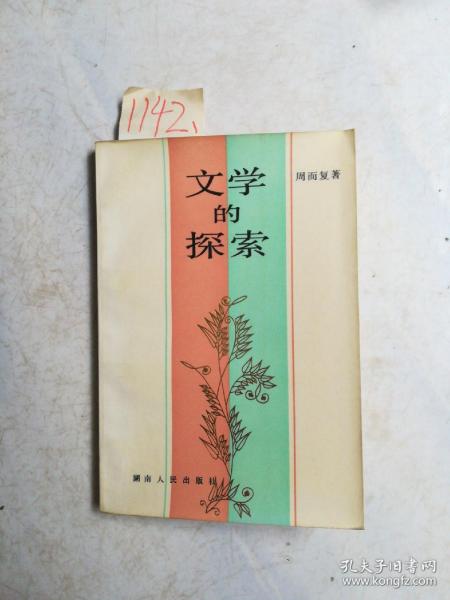 1142、
文学
的
探索
周而复著
湖南人民出版社
孔夫子旧书网
www.kongfz.com